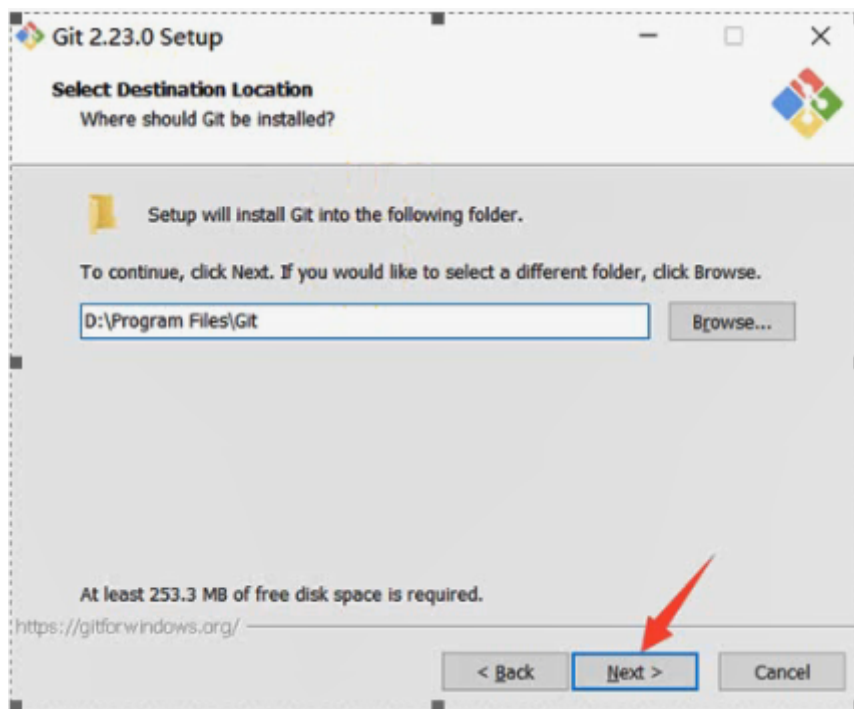 Git 2.23.0 Setup
Select Destination Location
Where should Git be installed?
Setup will install Git into the following folder.
To continue, click Next. If you would like to select a different folder, click Browse.
D:\Program Files\Git
Browse...
At least 253.3 MB of free disk space is required.
https://gitforwindows.org/
< Back
Next >
Cancel